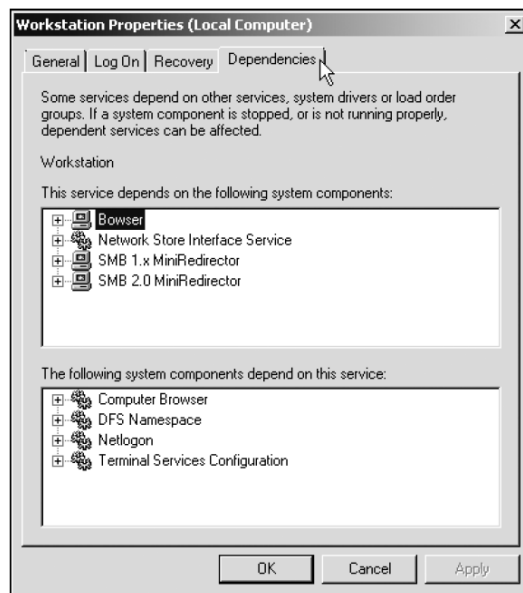 Workstation Properties (Local Computer)
General Log On Recovery Dependencies
Some services depend on other services, system drivers or load order
groups. If a system component is stopped, or is not running properly,
dependent services can be affected.
Workstation
This service depends on the following system components:
Bowser
Network Store Interface Service
SMB 1.x MiniRedirector
SMB 2.0 MiniRedirector
The following system components depend on this service:
Computer Browser
DFS Namespace
Netlogon
Terminal Services Configuration
OK Cancel Apply